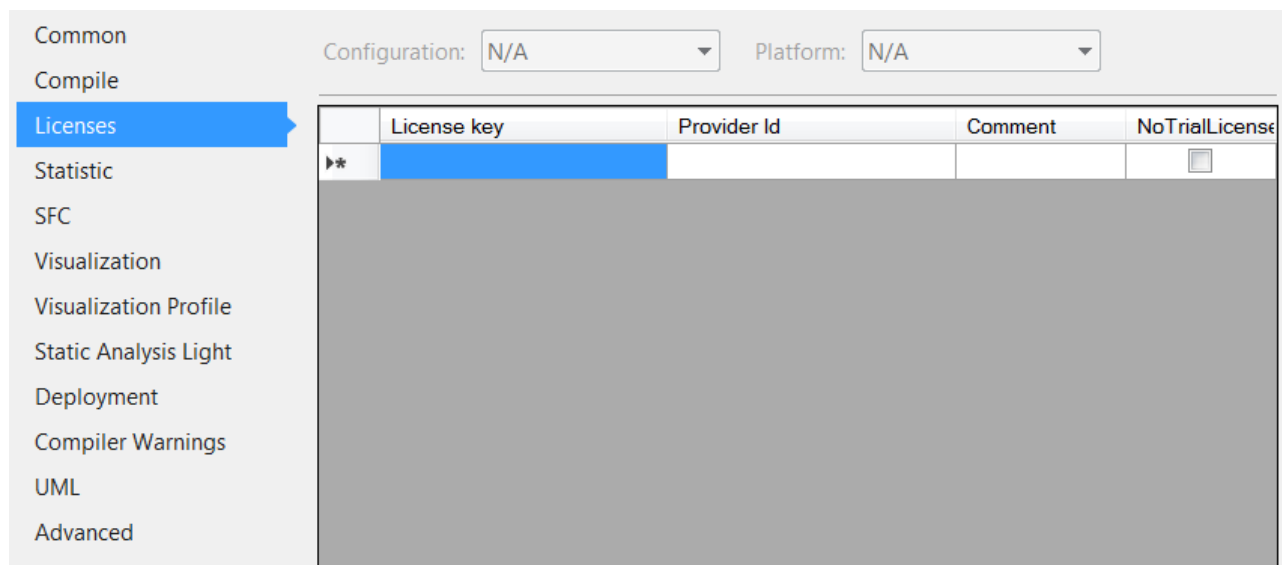 Common
Compile
Licenses
Statistic
SFC
Visualization
Visualization Profile
Static Analysis Light
Deployment
Compiler Warnings
UML
Advanced
Configuration: N/A Platform: N/A
License key Provider Id Comment NoTrialLicense